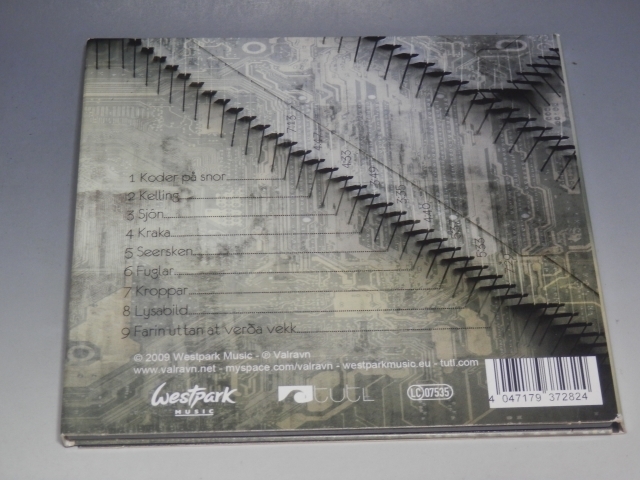 1 Koder på snor
2 Kelling
3 Sjón
4 Kraka
5 Seersken
6 Fuglar
7 Kroppar
8 Lysabild
9 Farin uttan at verða vekk
© 2009 Westpark Music - ℗ Valravn
www.valravn.net - myspace.com/valravn - westparkmusic.eu - tutl.com
Westpark
MUSIC
TUTL
LC 07535
4 047179 372824